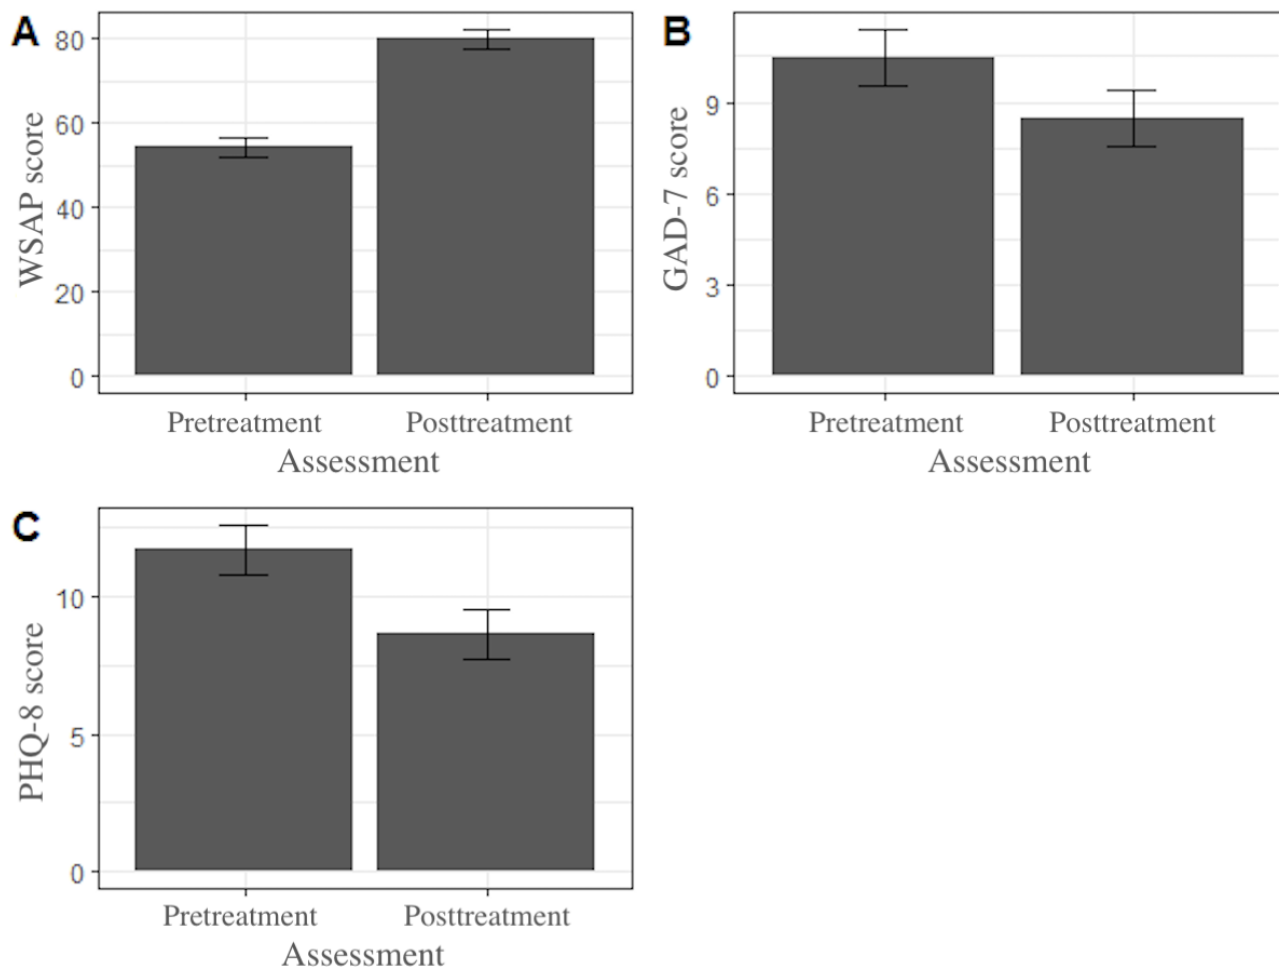 A
WSAP score
80
60
40
20
0
Pretreatment Posttreatment
Assessment
B
GAD-7 score
9
6
3
0
Pretreatment Posttreatment
Assessment
C
PHQ-8 score
10
5
0
Pretreatment Posttreatment
Assessment